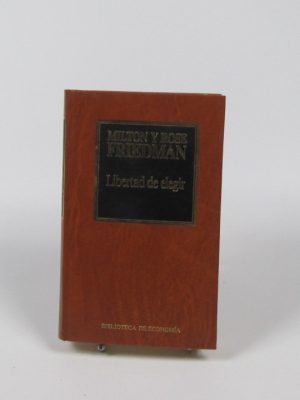 MILTON Y ROSE
FRIEDMAN
Libertad de elegir
BIBLIOTECA DE ECONOMÍA